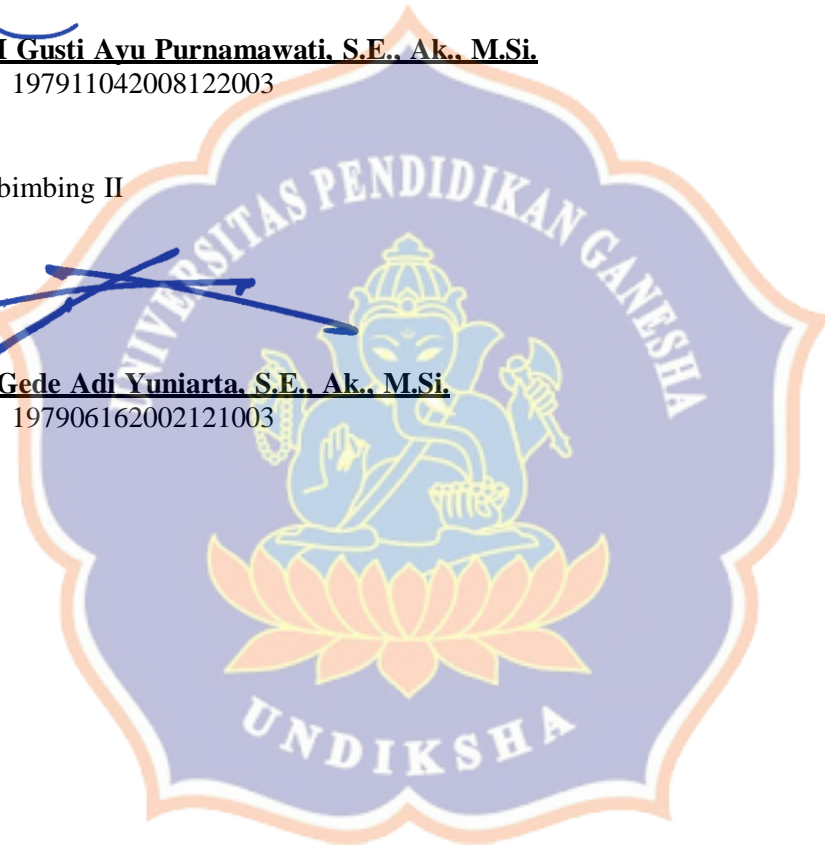 I Gusti Ayu Purnamawati, S.E., Ak., M.Si.
197911042008122003
bimbing II
Gede Adi Yuniarta, S.E., Ak., M.Si.
197906162002121003
UNIVERSITAS PENDIDIKAN GANESHA
UNDIKSHA